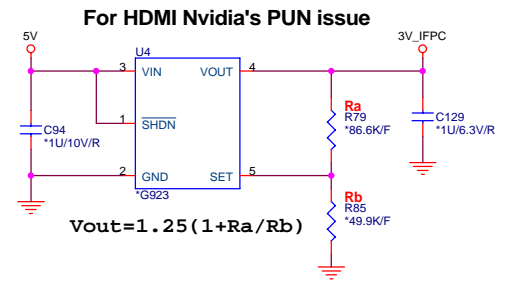 For HDMI Nvidia's PUN issue
5V
3V_IFPC
U4
3
VIN
VOUT
4
1
SHDN
C94
*1U/10V/R
Ra
R79
*86.6K/F
C129
*1U/6.3V/R
2
GND
SET
5
*G923
Rb
R85
*49.9K/F
Vout=1.25(1+Ra/Rb)